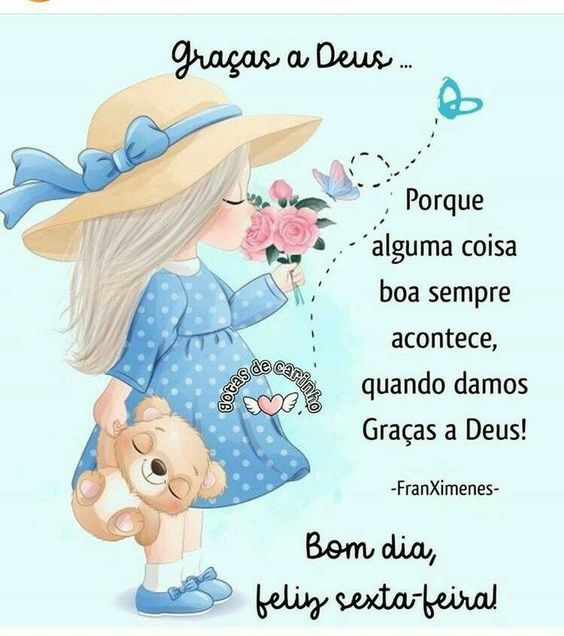 graças a Deus ...
Porque
alguma coisa
boa sempre
acontece,
quando damos
Graças a Deus!
-FranXimenes-
gotas de carinho
Bom dia,
feliz sexta-feira!